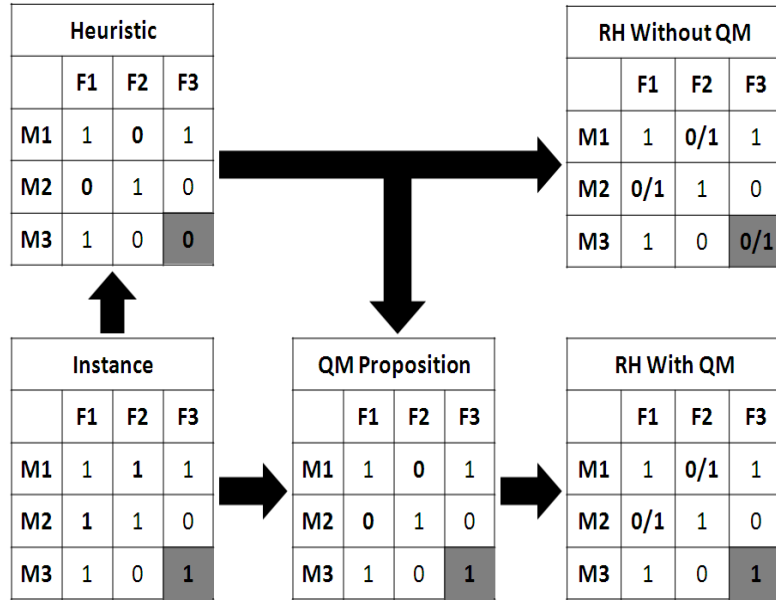 Heuristic
F1 F2 F3
M1 1 0 1
M2 0 1 0
M3 1 0 0
RH Without QM
F1 F2 F3
M1 1 0/1 1
M2 0/1 1 0
M3 1 0 0/1
Instance
F1 F2 F3
M1 1 1 1
M2 1 1 0
M3 1 0 1
QM Proposition
F1 F2 F3
M1 1 0 1
M2 0 1 0
M3 1 0 1
RH With QM
F1 F2 F3
M1 1 0/1 1
M2 0/1 1 0
M3 1 0 1